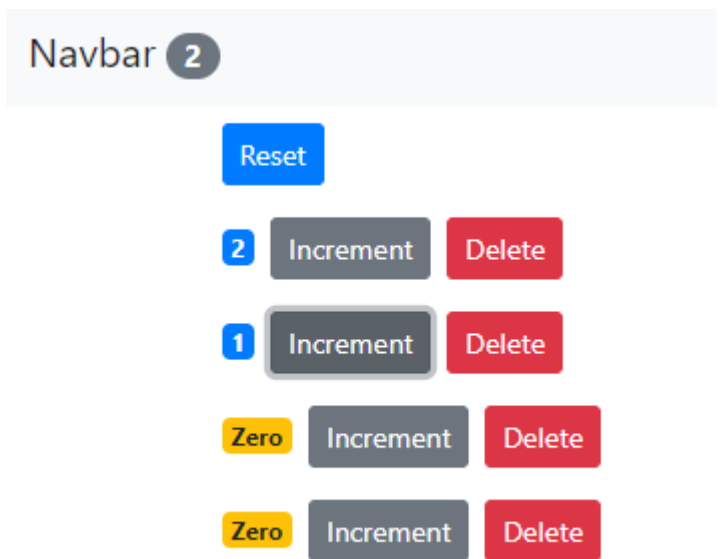 Navbar 2
Reset
2 Increment Delete
1 Increment Delete
Zero Increment Delete
Zero Increment Delete